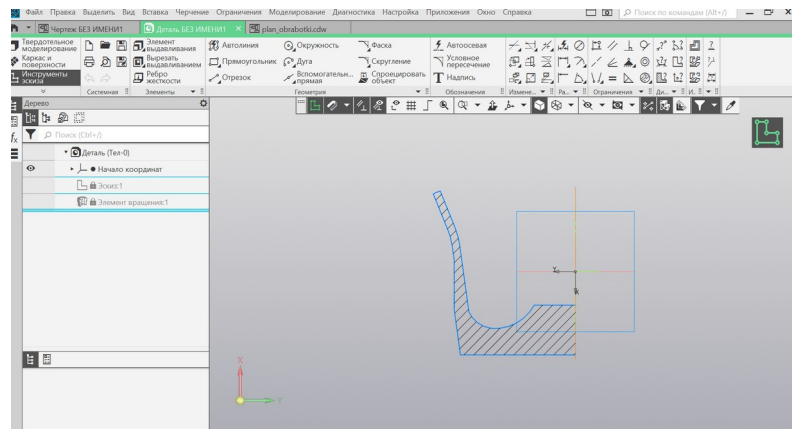 Файл Правка Выделить Вид Вставка Черчение Ограничения Моделирование Диагностика Настройка Приложения Окно Справка Поиск по командам (Alt+/)
Чертеж БЕЗ ИМЕНИ1 Деталь БЕЗ ИМЕНИ1 plan_obrabotki.cdw
Твердотельное моделирование
Каркас и поверхности
Инструменты эскиза
Элемент выдавливания
Вырезать выдавливанием
Ребро жесткости
Автолиния
Прямоугольник
Отрезок
Окружность
Дуга
Вспомогательн... прямая
Фаска
Скругление
Спроецировать объект
Автоосевая
Условное пересечение
Надпись
Системная Элементы Геометрия Обозначения Измене... Ра... Ограничения Ди... И...
Дерево
Поиск (Ctrl+/)
Деталь (Тел-0)
Начало координат
Эскиз:1
Элемент вращения:1
X
Y